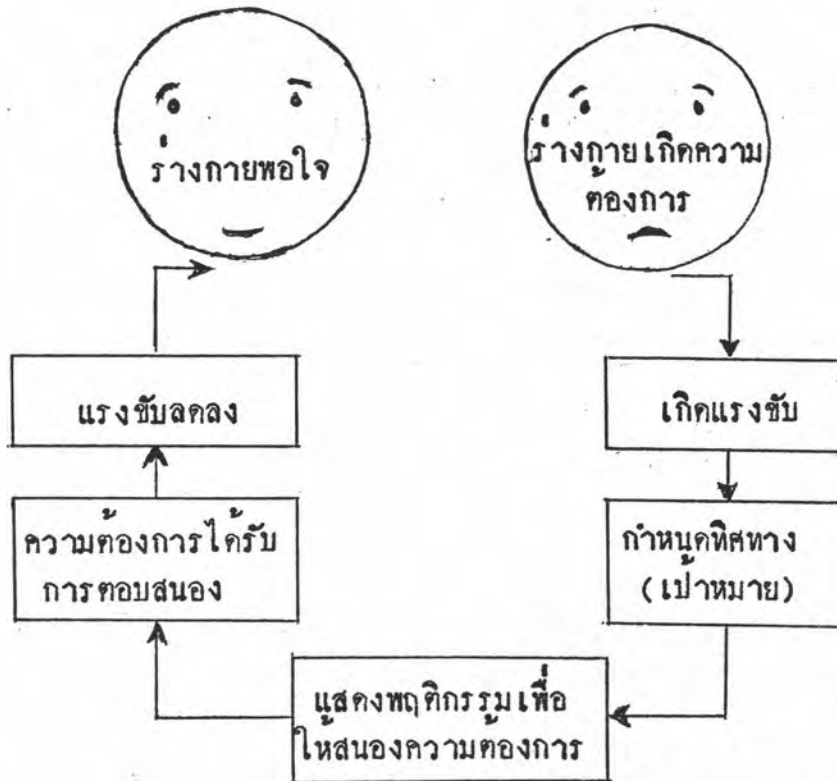 ร่างกายพอใจ
ร่างกายเกิดความ
ต้องการ
แรงขับลดลง
เกิดแรงขับ
ความต้องการได้รับ
การตอบสนอง
กำหนดทิศทาง
(เป้าหมาย)
แสดงพฤติกรรมเพื่อ
ให้สนองความต้องการ